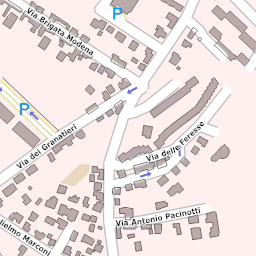 P
Via Brigata Modena
P
Via dei Granatieri
Via delle Feresse
Via Antonio Pacinotti
lielmo Marconi